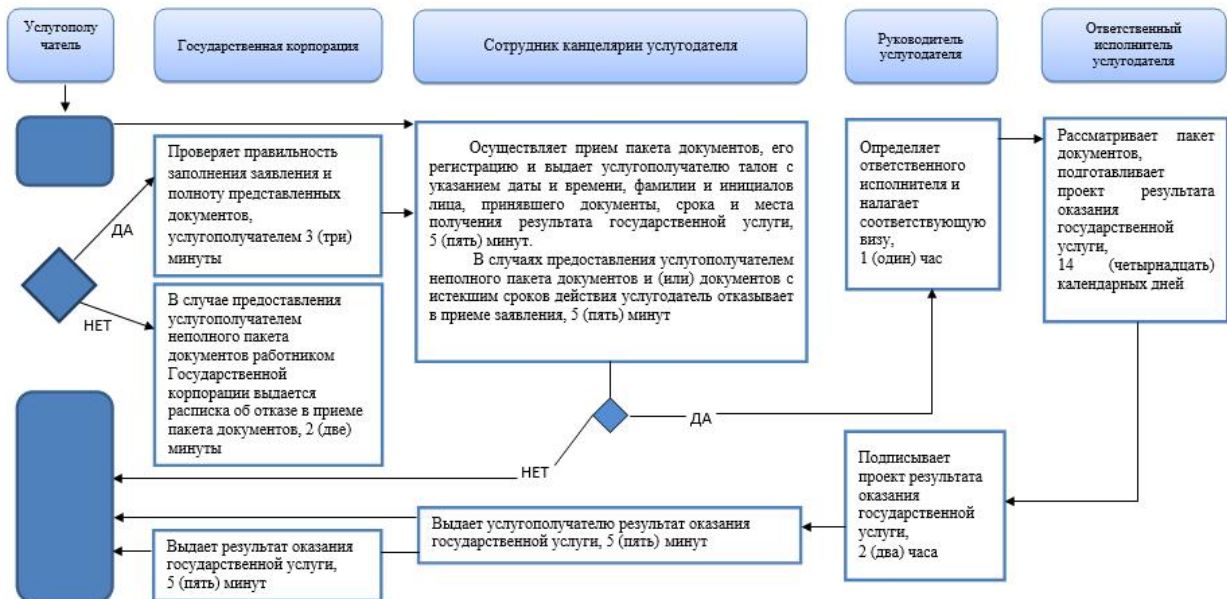 Услугополу
чатель
Государственная корпорация
Сотрудник канцелярии услугодателя
Руководитель
услугодателя
Ответственный
исполнитель
услугодателя
Проверяет правильность
заполнения заявления и
полноту представленных
документов,
услугополучателем 3 (три)
минуты
Осуществляет прием пакета документов, его
регистрацию и выдает услугополучателю талон с
указанием даты и времени, фамилии и инициалов
лица, принявшего документы, срока и места
получения результата государственной услуги,
5 (пять) минут.
В случаях предоставления услугополучателем
неполного пакета документов и (или) документов с
истекшим сроков действия услугодатель отказывает
в приеме заявления, 5 (пять) минут
Определяет
ответственного
исполнителя и
налагает
соответствующую
визу,
1 (один) час
Рассматривает пакет
документов,
подготавливает
проект результата
оказания
государственной
услуги,
14 (четырнадцать)
календарных дней
ДА
НЕТ
В случае предоставления
услугополучателем
неполного пакета
документов работником
Государственной
корпорации выдается
расписка об отказе в приеме
пакета документов, 2 (две)
минуты
ДА
НЕТ
Подписывает
проект результата
оказания
государственной
услуги,
2 (два) часа
Выдает услугополучателю результат оказания
государственной услуги, 5 (пять) минут
Выдает результат оказания
государственной услуги,
5 (пять) минут